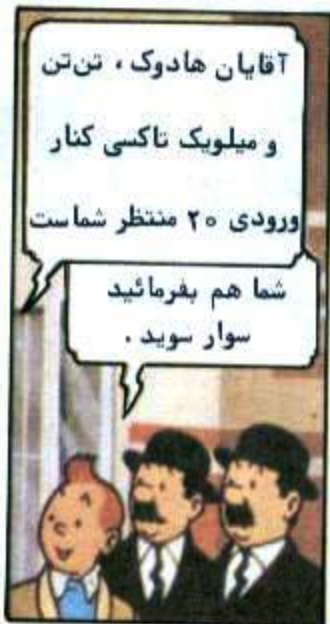 آقایان هادوک، تن‌تن
و میلویک تاکسی کنار
ورودی ۲۰ منتظر شماست
شما هم بفرمائید
سوار سوید.